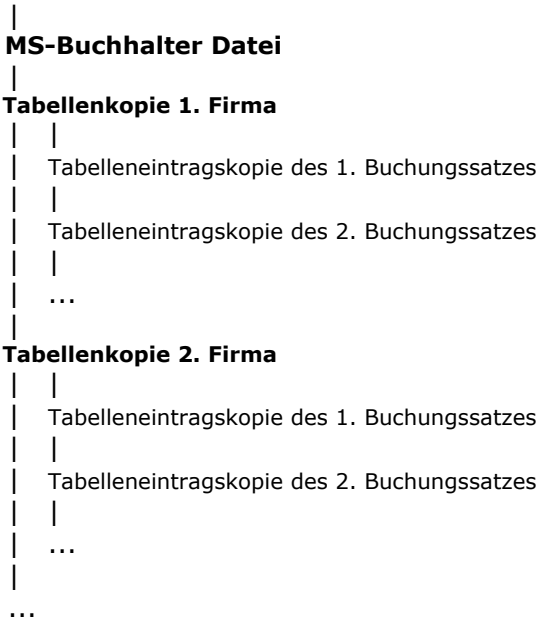 |
MS-Buchhalter Datei
|
Tabellenkopie 1. Firma
| |
| Tabelleneintragskopie des 1. Buchungssatzes
| |
| Tabelleneintragskopie des 2. Buchungssatzes
| |
| ...
|
Tabellenkopie 2. Firma
| |
| Tabelleneintragskopie des 1. Buchungssatzes
| |
| Tabelleneintragskopie des 2. Buchungssatzes
| |
| ...
|
...